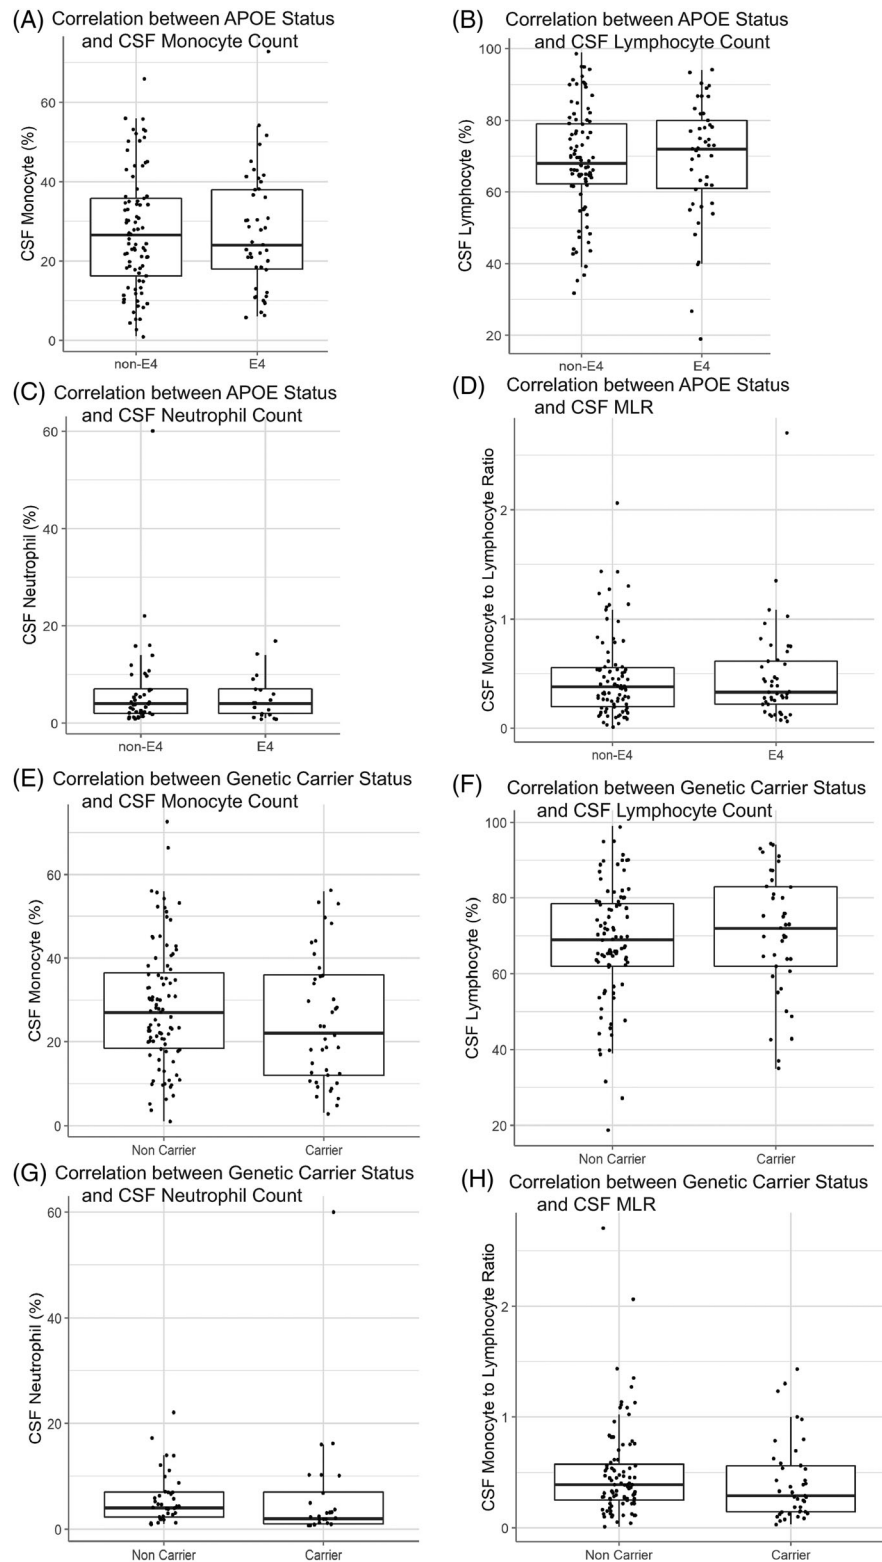 (A) Correlation between APOE Status
and CSF Monocyte Count
CSF Monocyte (%)
60
40
20
0
non-E4 E4
(B) Correlation between APOE Status
and CSF Lymphocyte Count
CSF Lymphocyte (%)
100
80
60
40
20
non-E4 E4
(C) Correlation between APOE Status
and CSF Neutrophil Count
CSF Neutrophil (%)
60
40
20
0
non-E4 E4
(D) Correlation between APOE Status
and CSF MLR
CSF Monocyte to Lymphocyte Ratio
2
1
0
non-E4 E4
(E) Correlation between Genetic Carrier Status
and CSF Monocyte Count
CSF Monocyte (%)
60
40
20
0
Non Carrier Carrier
(F) Correlation between Genetic Carrier Status
and CSF Lymphocyte Count
CSF Lymphocyte (%)
100
80
60
40
20
Non Carrier Carrier
(G) Correlation between Genetic Carrier Status
and CSF Neutrophil Count
CSF Neutrophil (%)
60
40
20
0
Non Carrier Carrier
(H) Correlation between Genetic Carrier Status
and CSF MLR
CSF Monocyte to Lymphocyte Ratio
2
1
0
Non Carrier Carrier